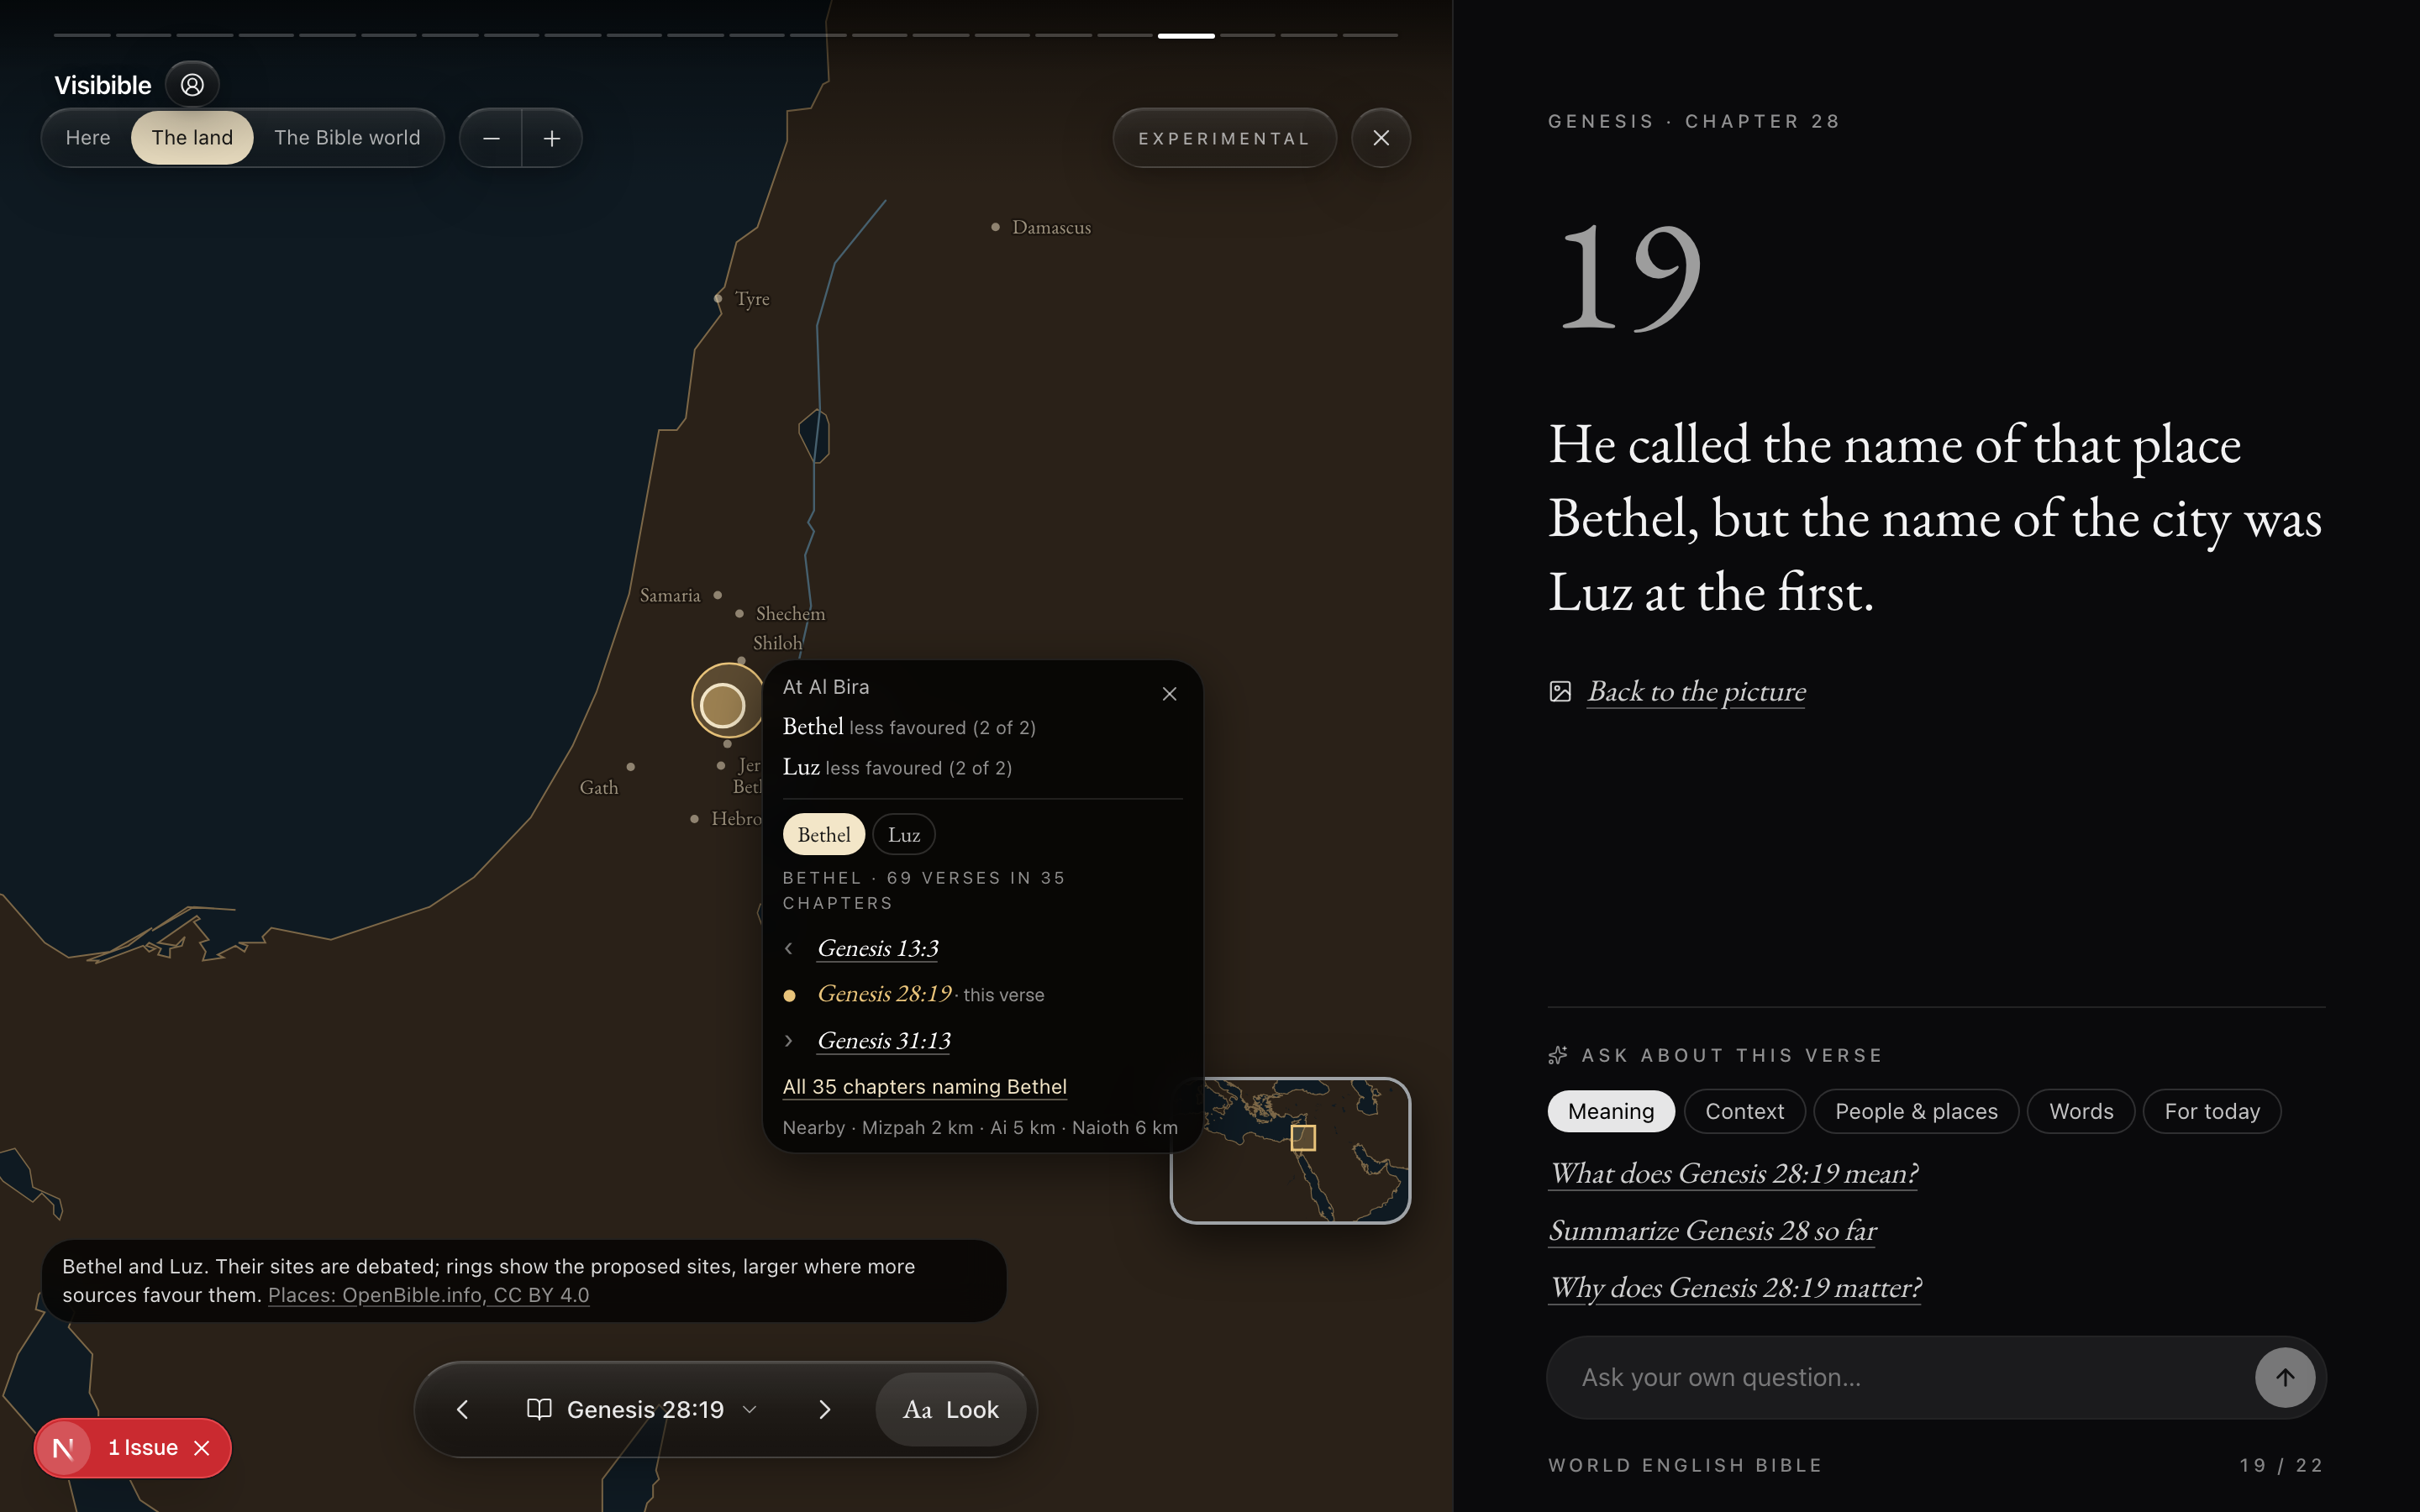 Visibible
Here
The land
The Bible world
EXPERIMENTAL
Damascus
Tyre
Samaria
Shechem
Shiloh
Gath
At Al Bira
Bethel less favoured (2 of 2)
Luz less favoured (2 of 2)
Bethel
Luz
BETHEL · 69 VERSES IN 35
CHAPTERS
Genesis 13:3
Genesis 28:19 · this verse
Genesis 31:13
All 35 chapters naming Bethel
Nearby · Mizpah 2 km · Ai 5 km · Naioth 6 km
Jer
Beth
Hebro
Bethel and Luz. Their sites are debated; rings show the proposed sites, larger where more
sources favour them. Places: OpenBible.info, CC BY 4.0
Genesis 28:19
Aa Look
N 1 Issue
GENESIS · CHAPTER 28
19
He called the name of that place
Bethel, but the name of the city was
Luz at the first.
Back to the picture
ASK ABOUT THIS VERSE
Meaning
Context
People & places
Words
For today
What does Genesis 28:19 mean?
Summarize Genesis 28 so far
Why does Genesis 28:19 matter?
Ask your own question...
WORLD ENGLISH BIBLE
19 / 22